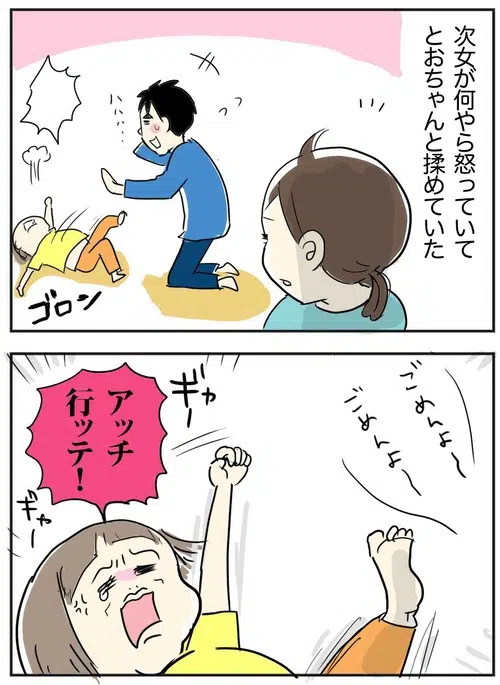 次女が何やら怒っていて
とおちゃんと揉めていた
ゴロン
ごめんよ～
ごめんよ～
ギャー
アッチ
行ッテ！
ギャー